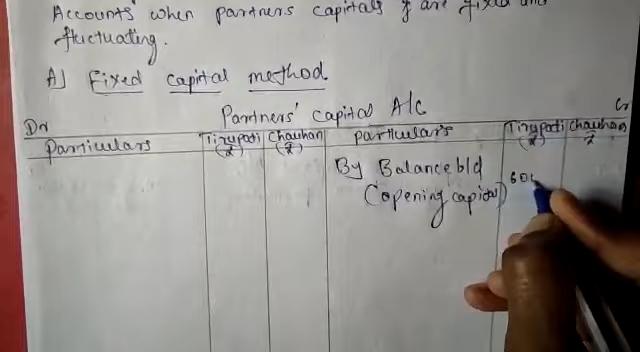 Accounts when partners capitals y are fixed and
fluctuating.
A] Fixed capital method.
Partners' capital A/c
Dr Cr
Particulars Tirupati (₹) Chauhan (₹) particulars Tirupati (₹) Chauhan ₹
By Balance b/d 600
(opening capital)